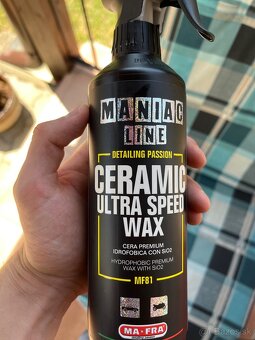 MANIAC
LINE
DETAILING PASSION
CERAMIC
ULTRA SPEED
WAX
CERA PREMIUM
IDROFOBICA CON SiO2
HYDROPHOBIC PREMIUM
WAX WITH SiO2
MF81
MA-FRA